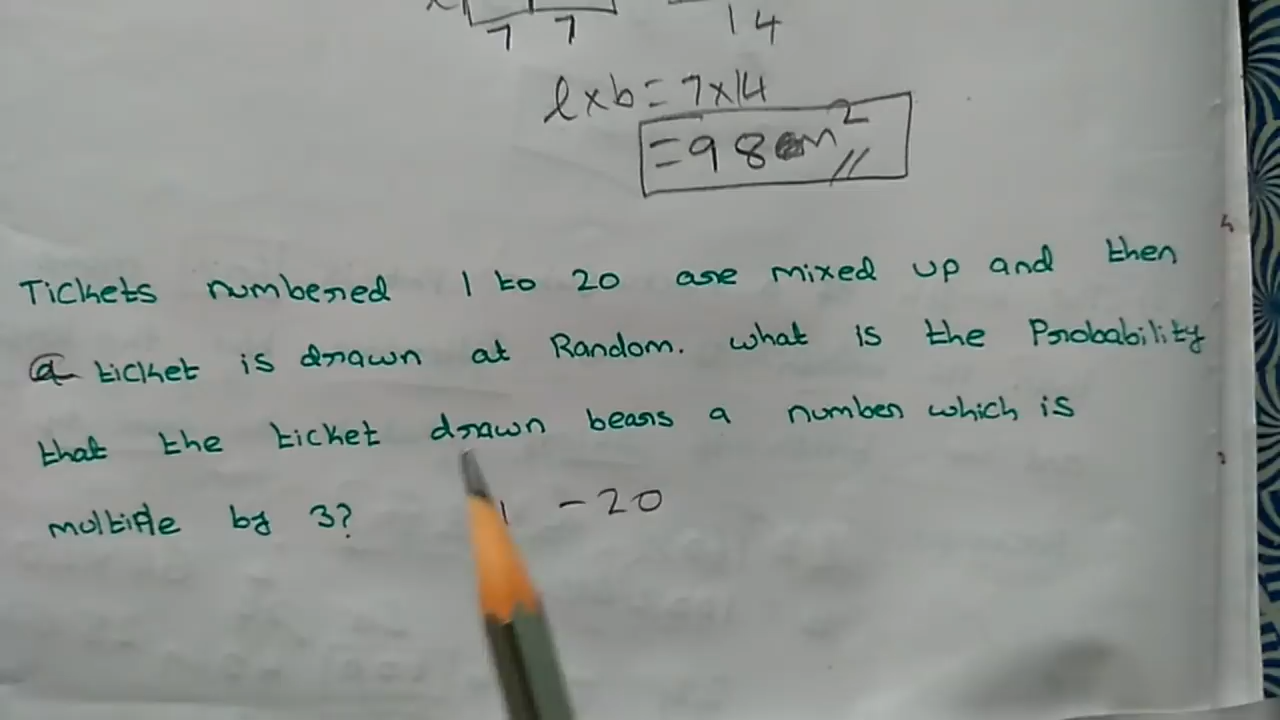 7 7 14
l×b = 7×14
= 98 cm²
Tickets numbered 1 to 20 are mixed up and then
a ticket is drawn at Random. what is the Probability
that the ticket drawn bears a number which is
multiple by 3? 1 - 20